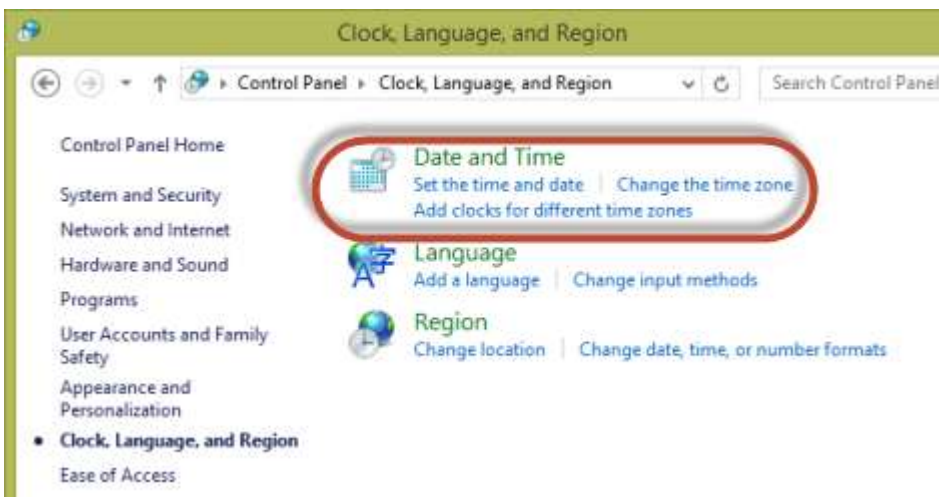 Clock, Language, and Region
Control Panel Clock, Language, and Region
Search Control Panel
Control Panel Home
System and Security
Network and Internet
Hardware and Sound
Programs
User Accounts and Family
Safety
Appearance and
Personalization
Clock, Language, and Region
Ease of Access
Date and Time
Set the time and date Change the time zone
Add clocks for different time zones
Language
Add a language Change input methods
Region
Change location Change date, time, or number formats